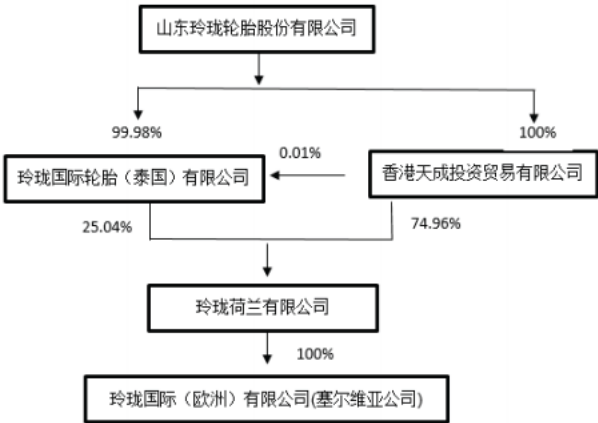 山东玲珑轮胎股份有限公司
99.98%
100%
0.01%
玲珑国际轮胎（泰国）有限公司
香港天成投资贸易有限公司
25.04%
74.96%
玲珑荷兰有限公司
100%
玲珑国际（欧洲）有限公司(塞尔维亚公司)